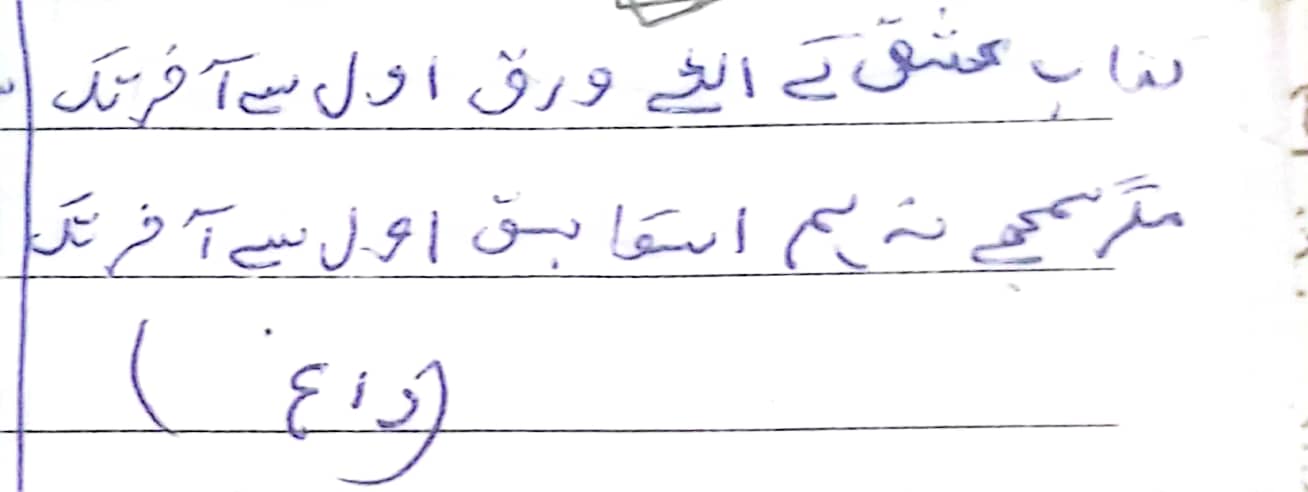 کتاب عشق کے الٹے ورق اول سے آخر تک
مگر سمجھے نہ ہم اسکا سبق اول سے آخر تک
(داغ)